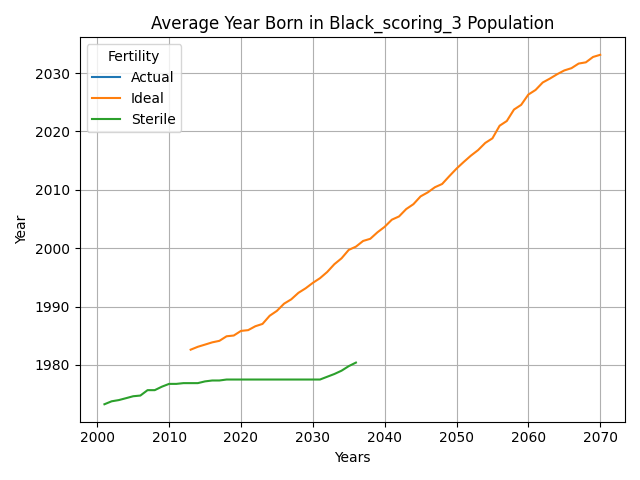 Average Year Born in Black_scoring_3 Population
Fertility
Actual
Ideal
Sterile
2030
2020
2010
2000
1990
1980
Year
2000 2010 2020 2030 2040 2050 2060 2070
Years